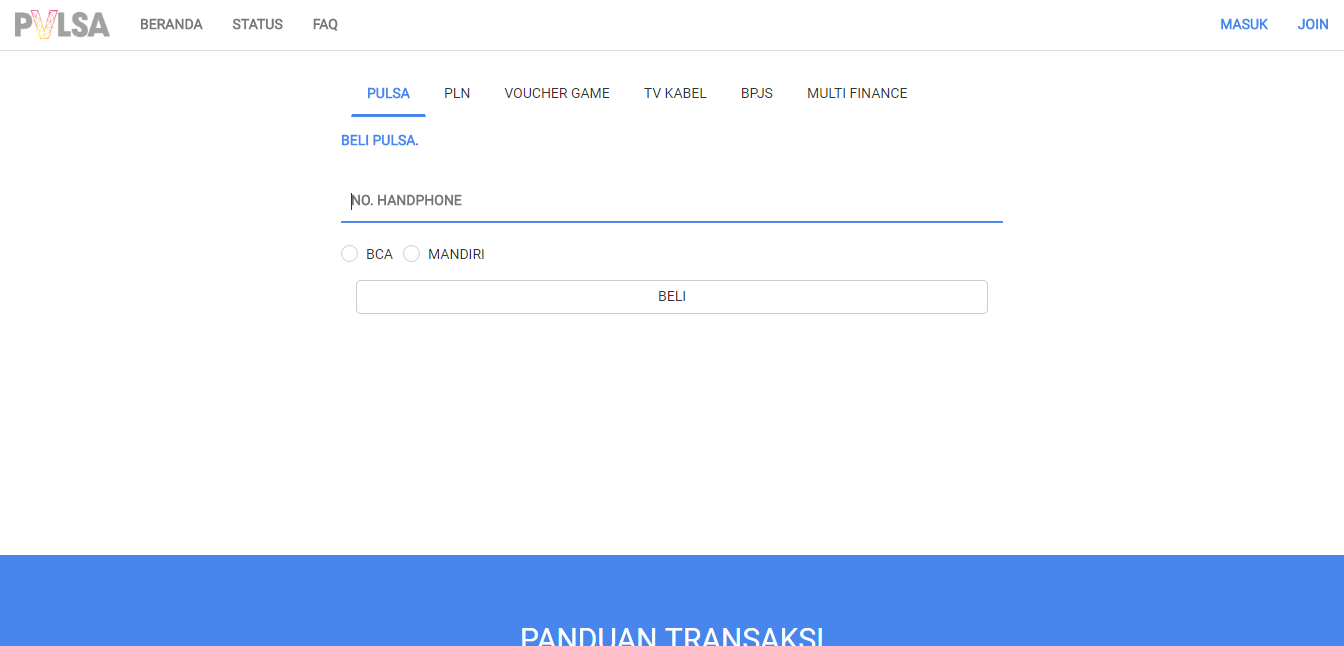 PVLSA BERANDA STATUS FAQ MASUK JOIN
PULSA PLN VOUCHER GAME TV KABEL BPJS MULTI FINANCE
BELI PULSA.
NO. HANDPHONE
BCA MANDIRI
BELI
PANDUAN TRANSAKSI